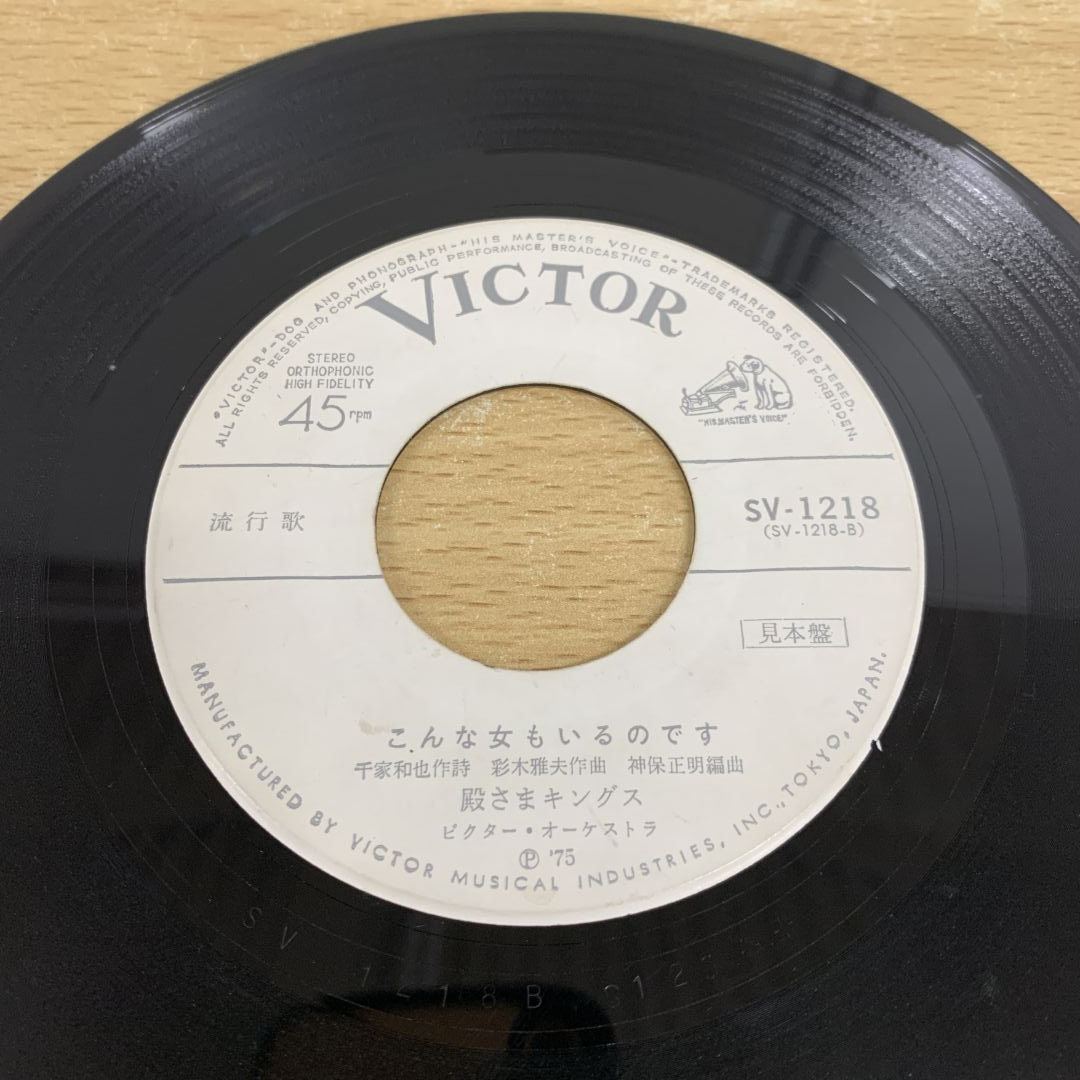 "VICTOR"-DOG AND PHONOGRAPH-"HIS MASTER'S VOICE"-TRADEMARKS REGISTERED.
ALL RIGHTS RESERVED, COPYING, PUBLIC PERFORMANCE, BROADCASTING OF THESE RECORDS ARE FORBIDDEN.
VICTOR
STEREO
ORTHOPHONIC
HIGH FIDELITY
45rpm
"HIS MASTER'S VOICE"
流行歌
SV-1218
(SV-1218-B)
見本盤
こんな女もいるのです
千家和也作詩 彩木雅夫作曲 神保正明編曲
殿さまキングス
ビクター・オーケストラ
Ⓟ '75
MANUFACTURED BY VICTOR MUSICAL INDUSTRIES, INC., TOKYO, JAPAN.
SV
1218B